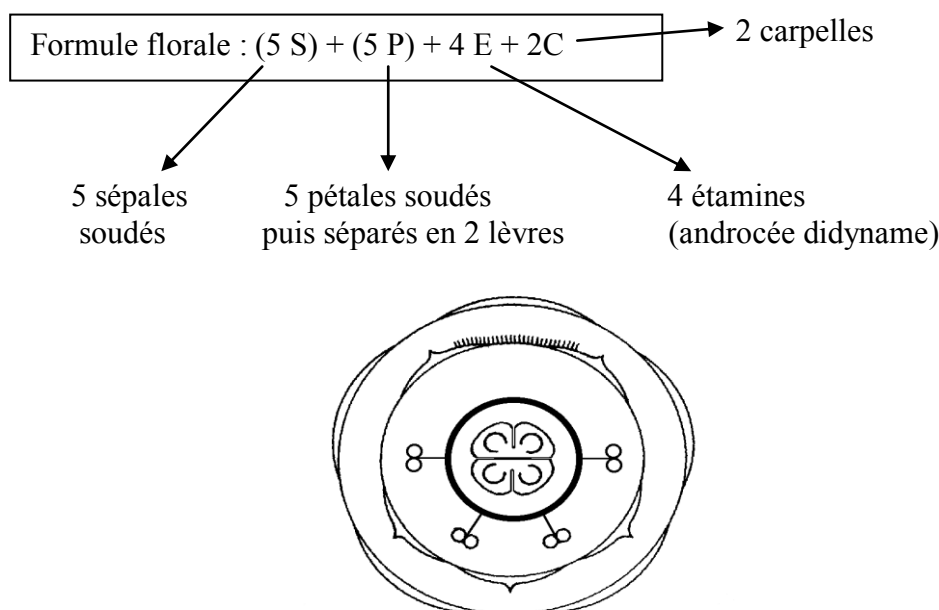 Formule florale : (5 S) + (5 P) + 4 E + 2C
2 carpelles
5 sépales
soudés
5 pétales soudés
puis séparés en 2 lèvres
4 étamines
(androcée didyname)